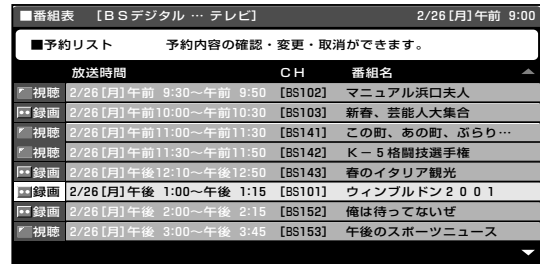 ■番組表 [BSデジタル … テレビ] 2/26[月]午前 9:00
■予約リスト 予約内容の確認・変更・取消ができます。
放送時間 CH 番組名
視聴 2/26[月]午前 9:30～午前 9:50 [BS102] マニュアル浜口夫人
録画 2/26[月]午前10:00～午前10:30 [BS103] 新春、芸能人大集合
視聴 2/26[月]午前11:00～午前11:30 [BS141] この町、あの町、ぶらり…
視聴 2/26[月]午前11:30～午前11:50 [BS142] K－5格闘技選手権
録画 2/26[月]午後12:10～午後12:50 [BS143] 春のイタリア観光
録画 2/26[月]午後 1:00～午後 1:15 [BS101] ウィンブルドン2001
録画 2/26[月]午後 2:00～午後 2:15 [BS152] 俺は待ってないぜ
視聴 2/26[月]午後 3:00～午後 3:45 [BS153] 午後のスポーツニュース